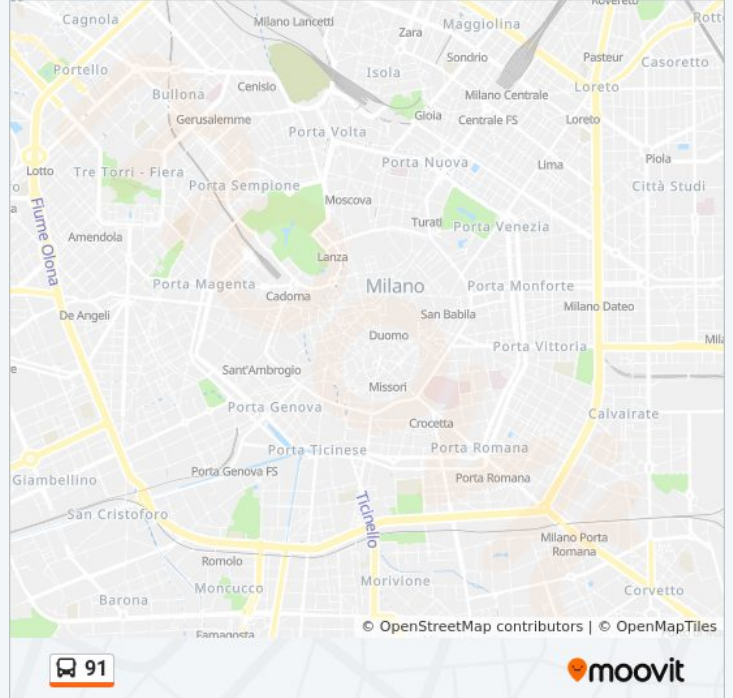 Rovereto
Cagnola
Milano Lancetti
Maggiolina
Rott
Zara
Sondrio
Pasteur
Casoretto
Portello
Isola
Cenisio
Loreto
Bullona
Milano Centrale
Gerusalemme
Gioia
Centrale FS
Loreto
Porta Volta
Piola
Lotto
Tre Torri - Fiera
Porta Nuova
Lima
Porta Sempione
Città Studi
o
Moscova
a
Turati
Porta Venezia
Fiume Olona
Amendola
Lanza
Porta Magenta
Cadorna
Milano
Porta Monforte
De Angeli
San Babila
Milano Dateo
Duomo
Porta Vittoria
Mila
e
Sant'Ambrogio
Missori
Porta Genova
Crocetta
Calvairate
Porta Ticinese
Porta Romana
Giambellino
Porta Genova FS
Porta Romana
San Cristoforo
Ticinello
Milano Porta
Romana
Romolo
Moncucco
Morivione
Corvetto
Barona
Famagosta
© OpenStreetMap contributors | © OpenMapTiles
91
moovit